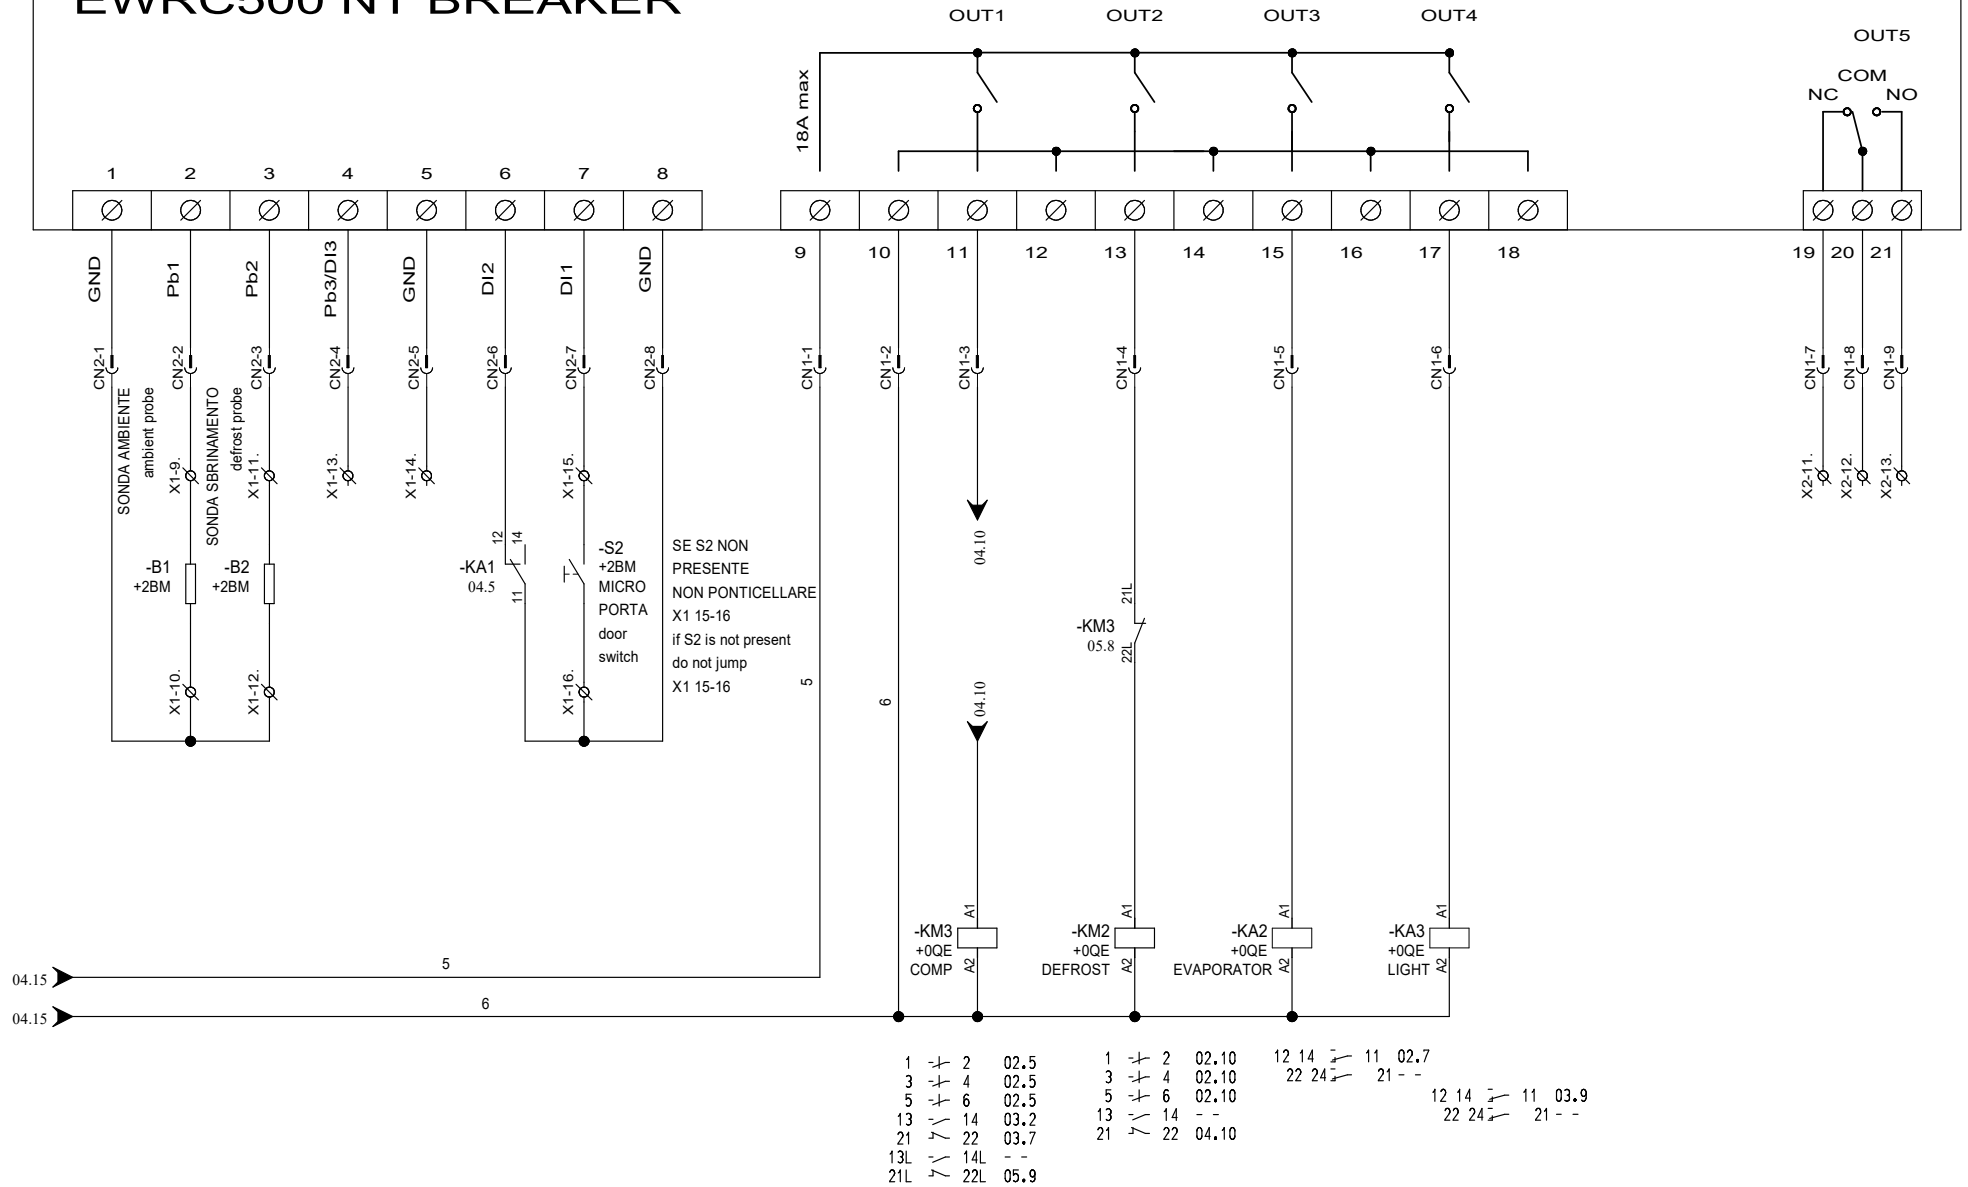 EWRC500 NT BREAKER
OUT1 OUT2 OUT3 OUT4
OUT5
COM
NC NO
18A max
1 2 3 4 5 6 7 8
9 10 11 12 13 14 15 16 17 18
19 20 21
GND Pb1 Pb2 Pb3/DI3 GND DI2 DI1 GND
CN2-1 CN2-2 CN2-3 CN2-4 CN2-5 CN2-6 CN2-7 CN2-8
CN1-1 CN1-2 CN1-3 CN1-4 CN1-5 CN1-6 CN1-7 CN1-8 CN1-9
SONDA AMBIENTE
ambient probe
SONDA SBRINAMENTO
defrost probe
X1-9. X1-11. X1-13. X1-14. X1-15.
X2-11. X2-12. X2-13.
-B1
+2BM
-B2
+2BM
12 14
-KA1
04.5
11
-S2
+2BM
MICRO
PORTA
door
switch
SE S2 NON
PRESENTE
NON PONTICELLARE
X1 15-16
if S2 is not present
do not jump
X1 15-16
X1-10. X1-12. X1-16.
5
6
04.10
04.10
21L
-KM3
05.8
22L
A1
-KM3
+0QE
COMP
A2
A1
-KM2
+0QE
DEFROST
A2
A1
-KA2
+0QE
EVAPORATOR
A2
A1
-KA3
+0QE
LIGHT
A2
04.15 5
04.15 6
1 2 02.5
3 4 02.5
5 6 02.5
13 14 03.2
21 22 03.7
13L 14L - -
21L 22L 05.9
1 2 02.10
3 4 02.10
5 6 02.10
13 14 - -
21 22 04.10
12 14 11 02.7
22 24 21 - -
12 14 11 03.9
22 24 21 - -